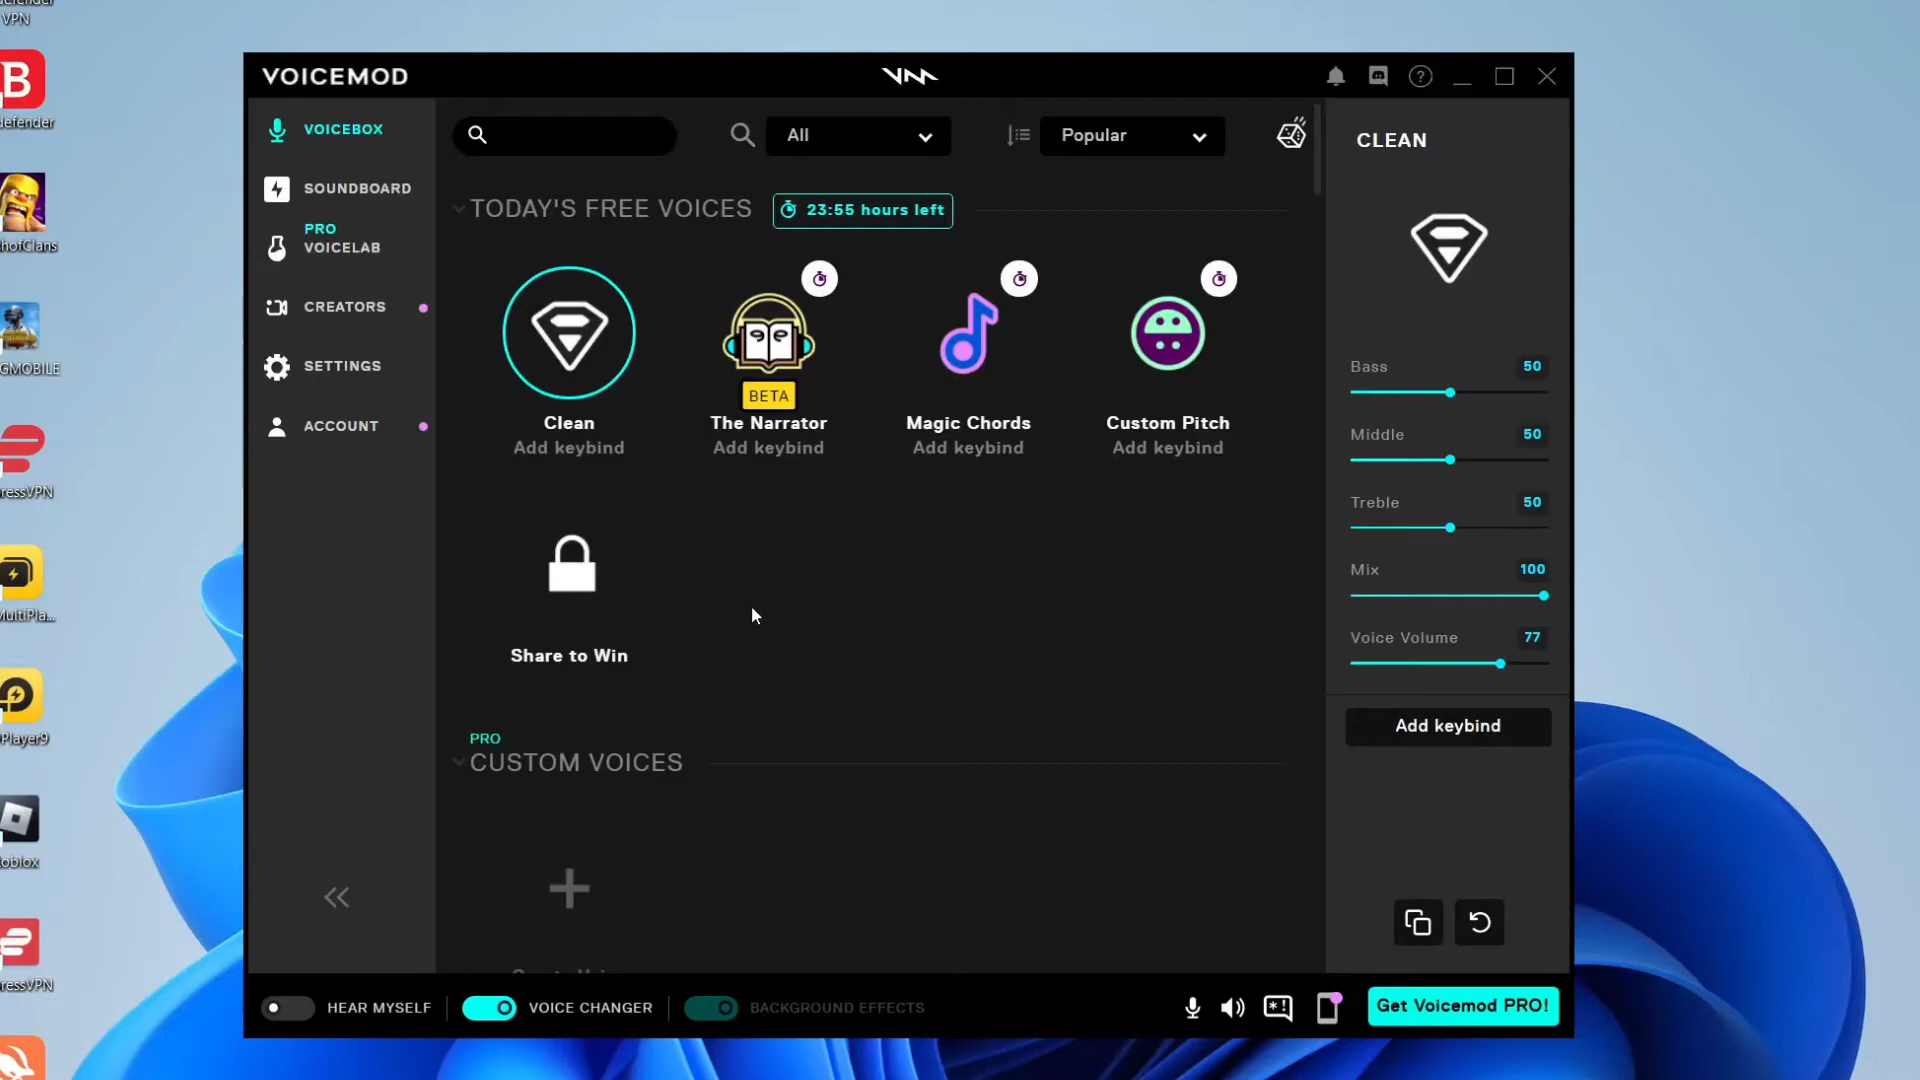 VPN
defender
hofClans
GMOBILE
ressVPN
MultiPla...
Player9
oblox
ressVPN
VOICEMOD
VOICEBOX
SOUNDBOARD
PRO
VOICELAB
CREATORS
SETTINGS
ACCOUNT
All
Popular
TODAY'S FREE VOICES
23:55 hours left
Clean
Add keybind
BETA
The Narrator
Add keybind
Magic Chords
Add keybind
Custom Pitch
Add keybind
Share to Win
PRO
CUSTOM VOICES
CLEAN
Bass 50
Middle 50
Treble 50
Mix 100
Voice Volume 77
Add keybind
HEAR MYSELF
VOICE CHANGER
BACKGROUND EFFECTS
Get Voicemod PRO!